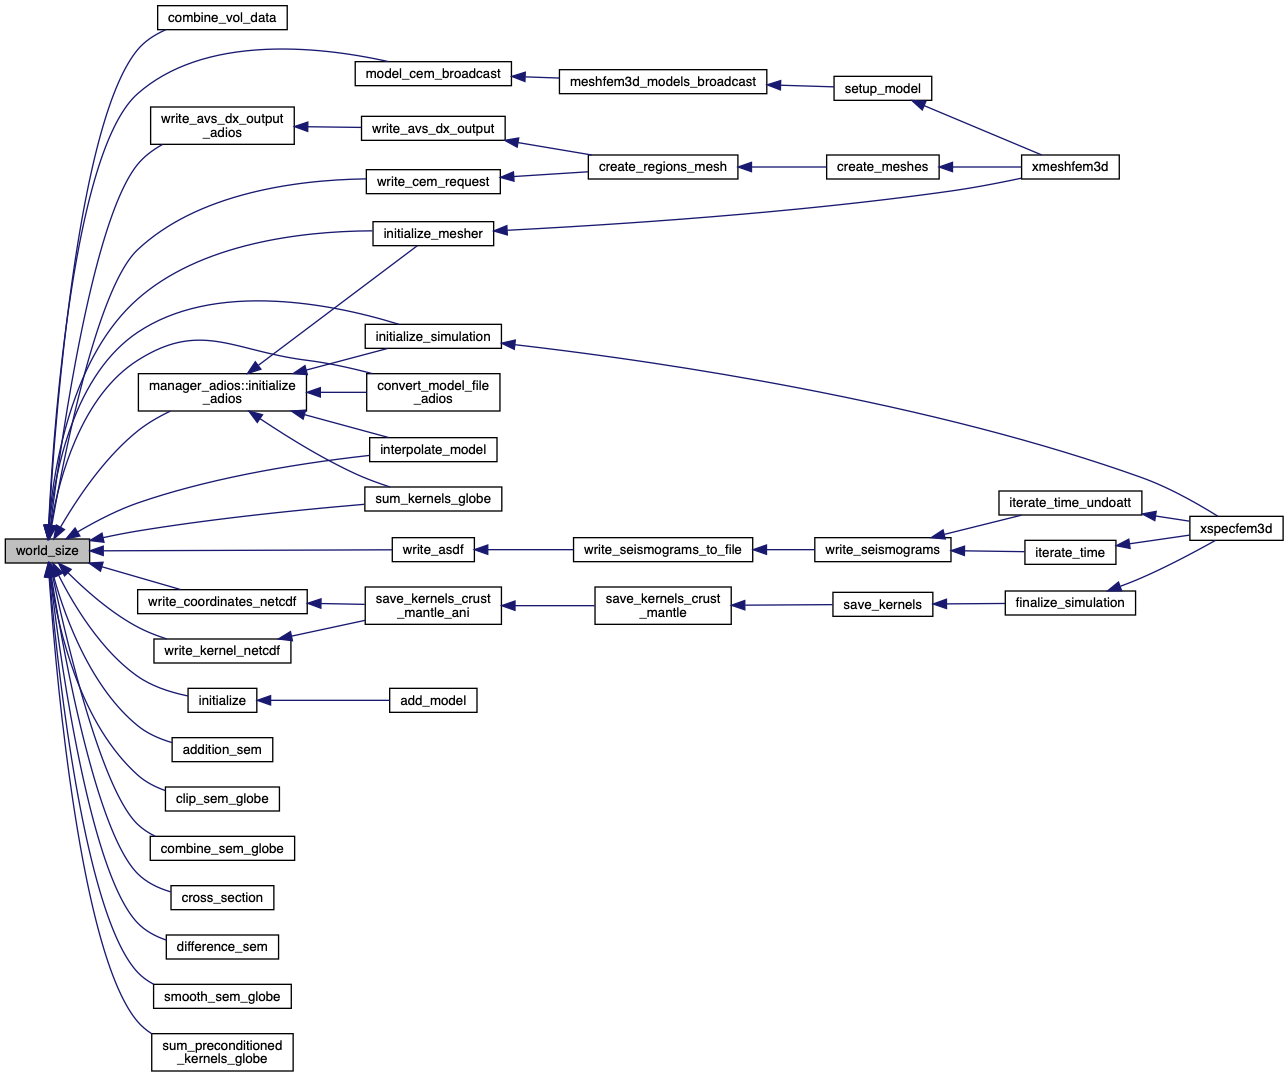 combine_vol_data
model_cem_broadcast
meshfem3d_models_broadcast
setup_model
write_avs_dx_output
_adios
write_avs_dx_output
create_regions_mesh
create_meshes
xmeshfem3d
write_cem_request
initialize_mesher
initialize_simulation
manager_adios::initialize
_adios
convert_model_file
_adios
interpolate_model
sum_kernels_globe
iterate_time_undoatt
xspecfem3d
world_size
write_asdf
write_seismograms_to_file
write_seismograms
iterate_time
write_coordinates_netcdf
save_kernels_crust
_mantle_ani
save_kernels_crust
_mantle
save_kernels
finalize_simulation
write_kernel_netcdf
initialize
add_model
addition_sem
clip_sem_globe
combine_sem_globe
cross_section
difference_sem
smooth_sem_globe
sum_preconditioned
_kernels_globe